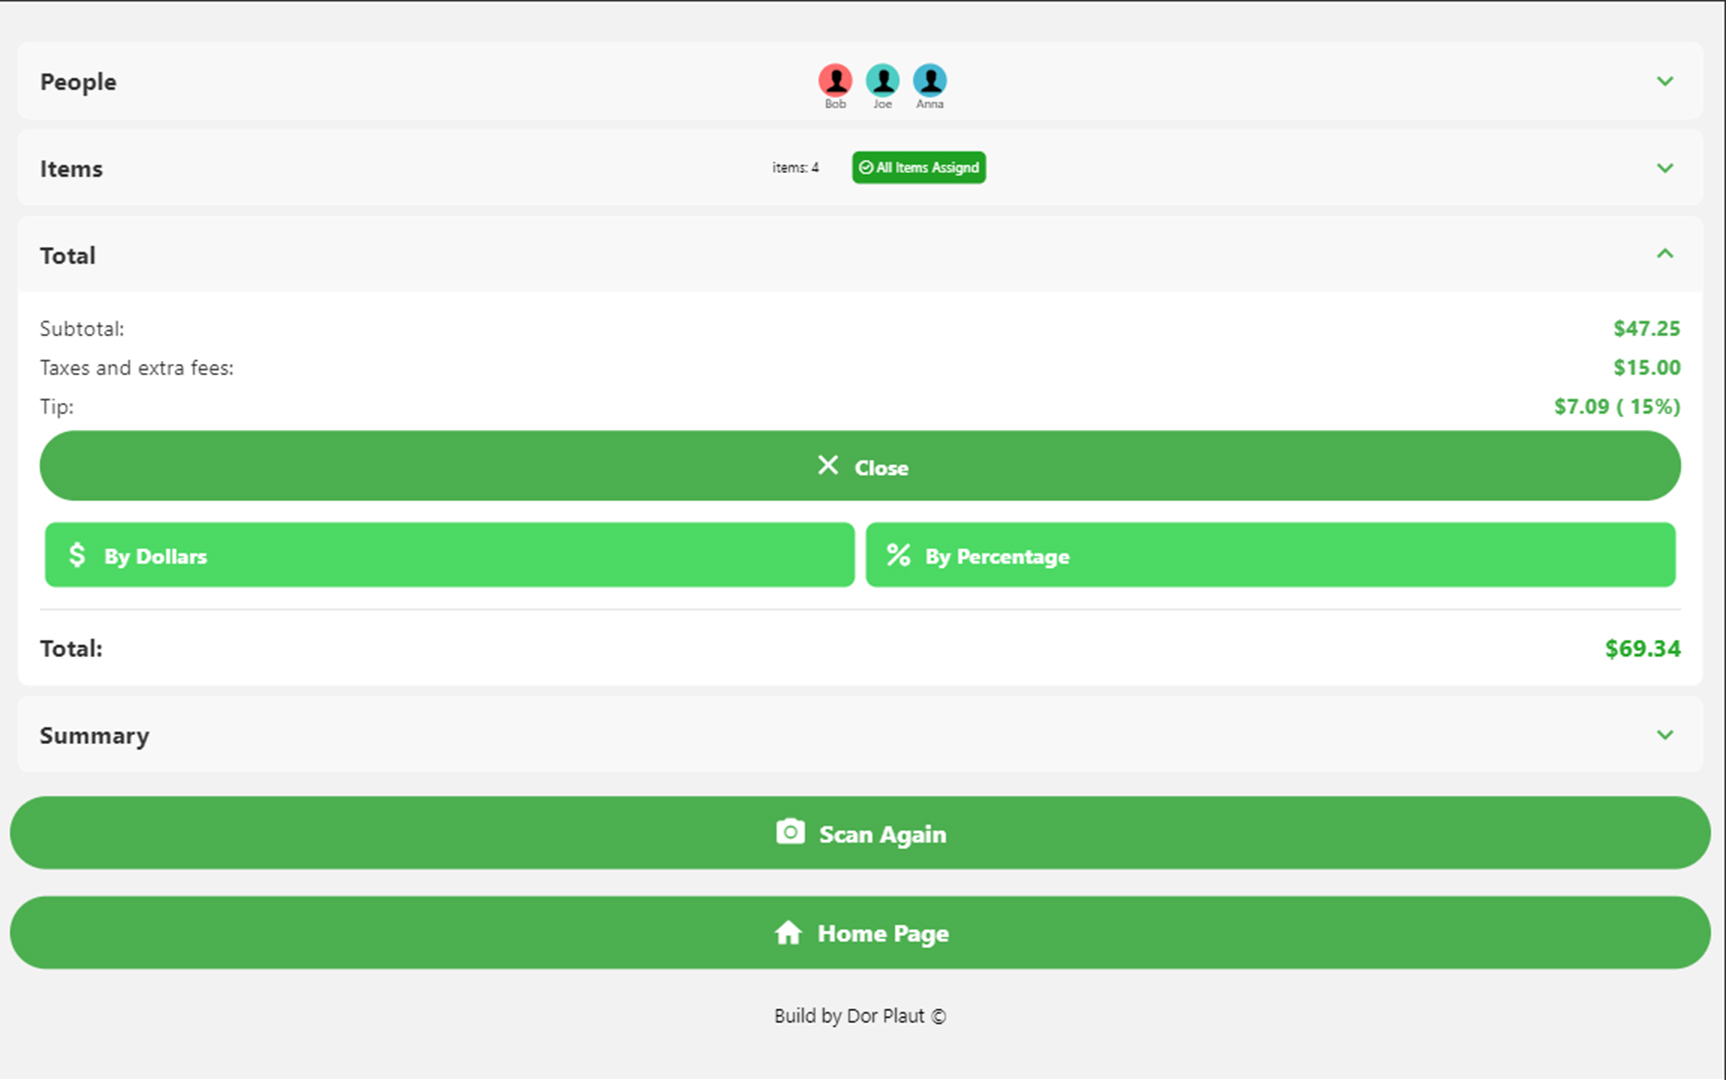 People
Bob Joe Anna
Items
items: 4
All Items Assignd
Total
Subtotal: $47.25
Taxes and extra fees: $15.00
Tip: $7.09 ( 15%)
Close
$ By Dollars
% By Percentage
Total: $69.34
Summary
Scan Again
Home Page
Build by Dor Plaut ©